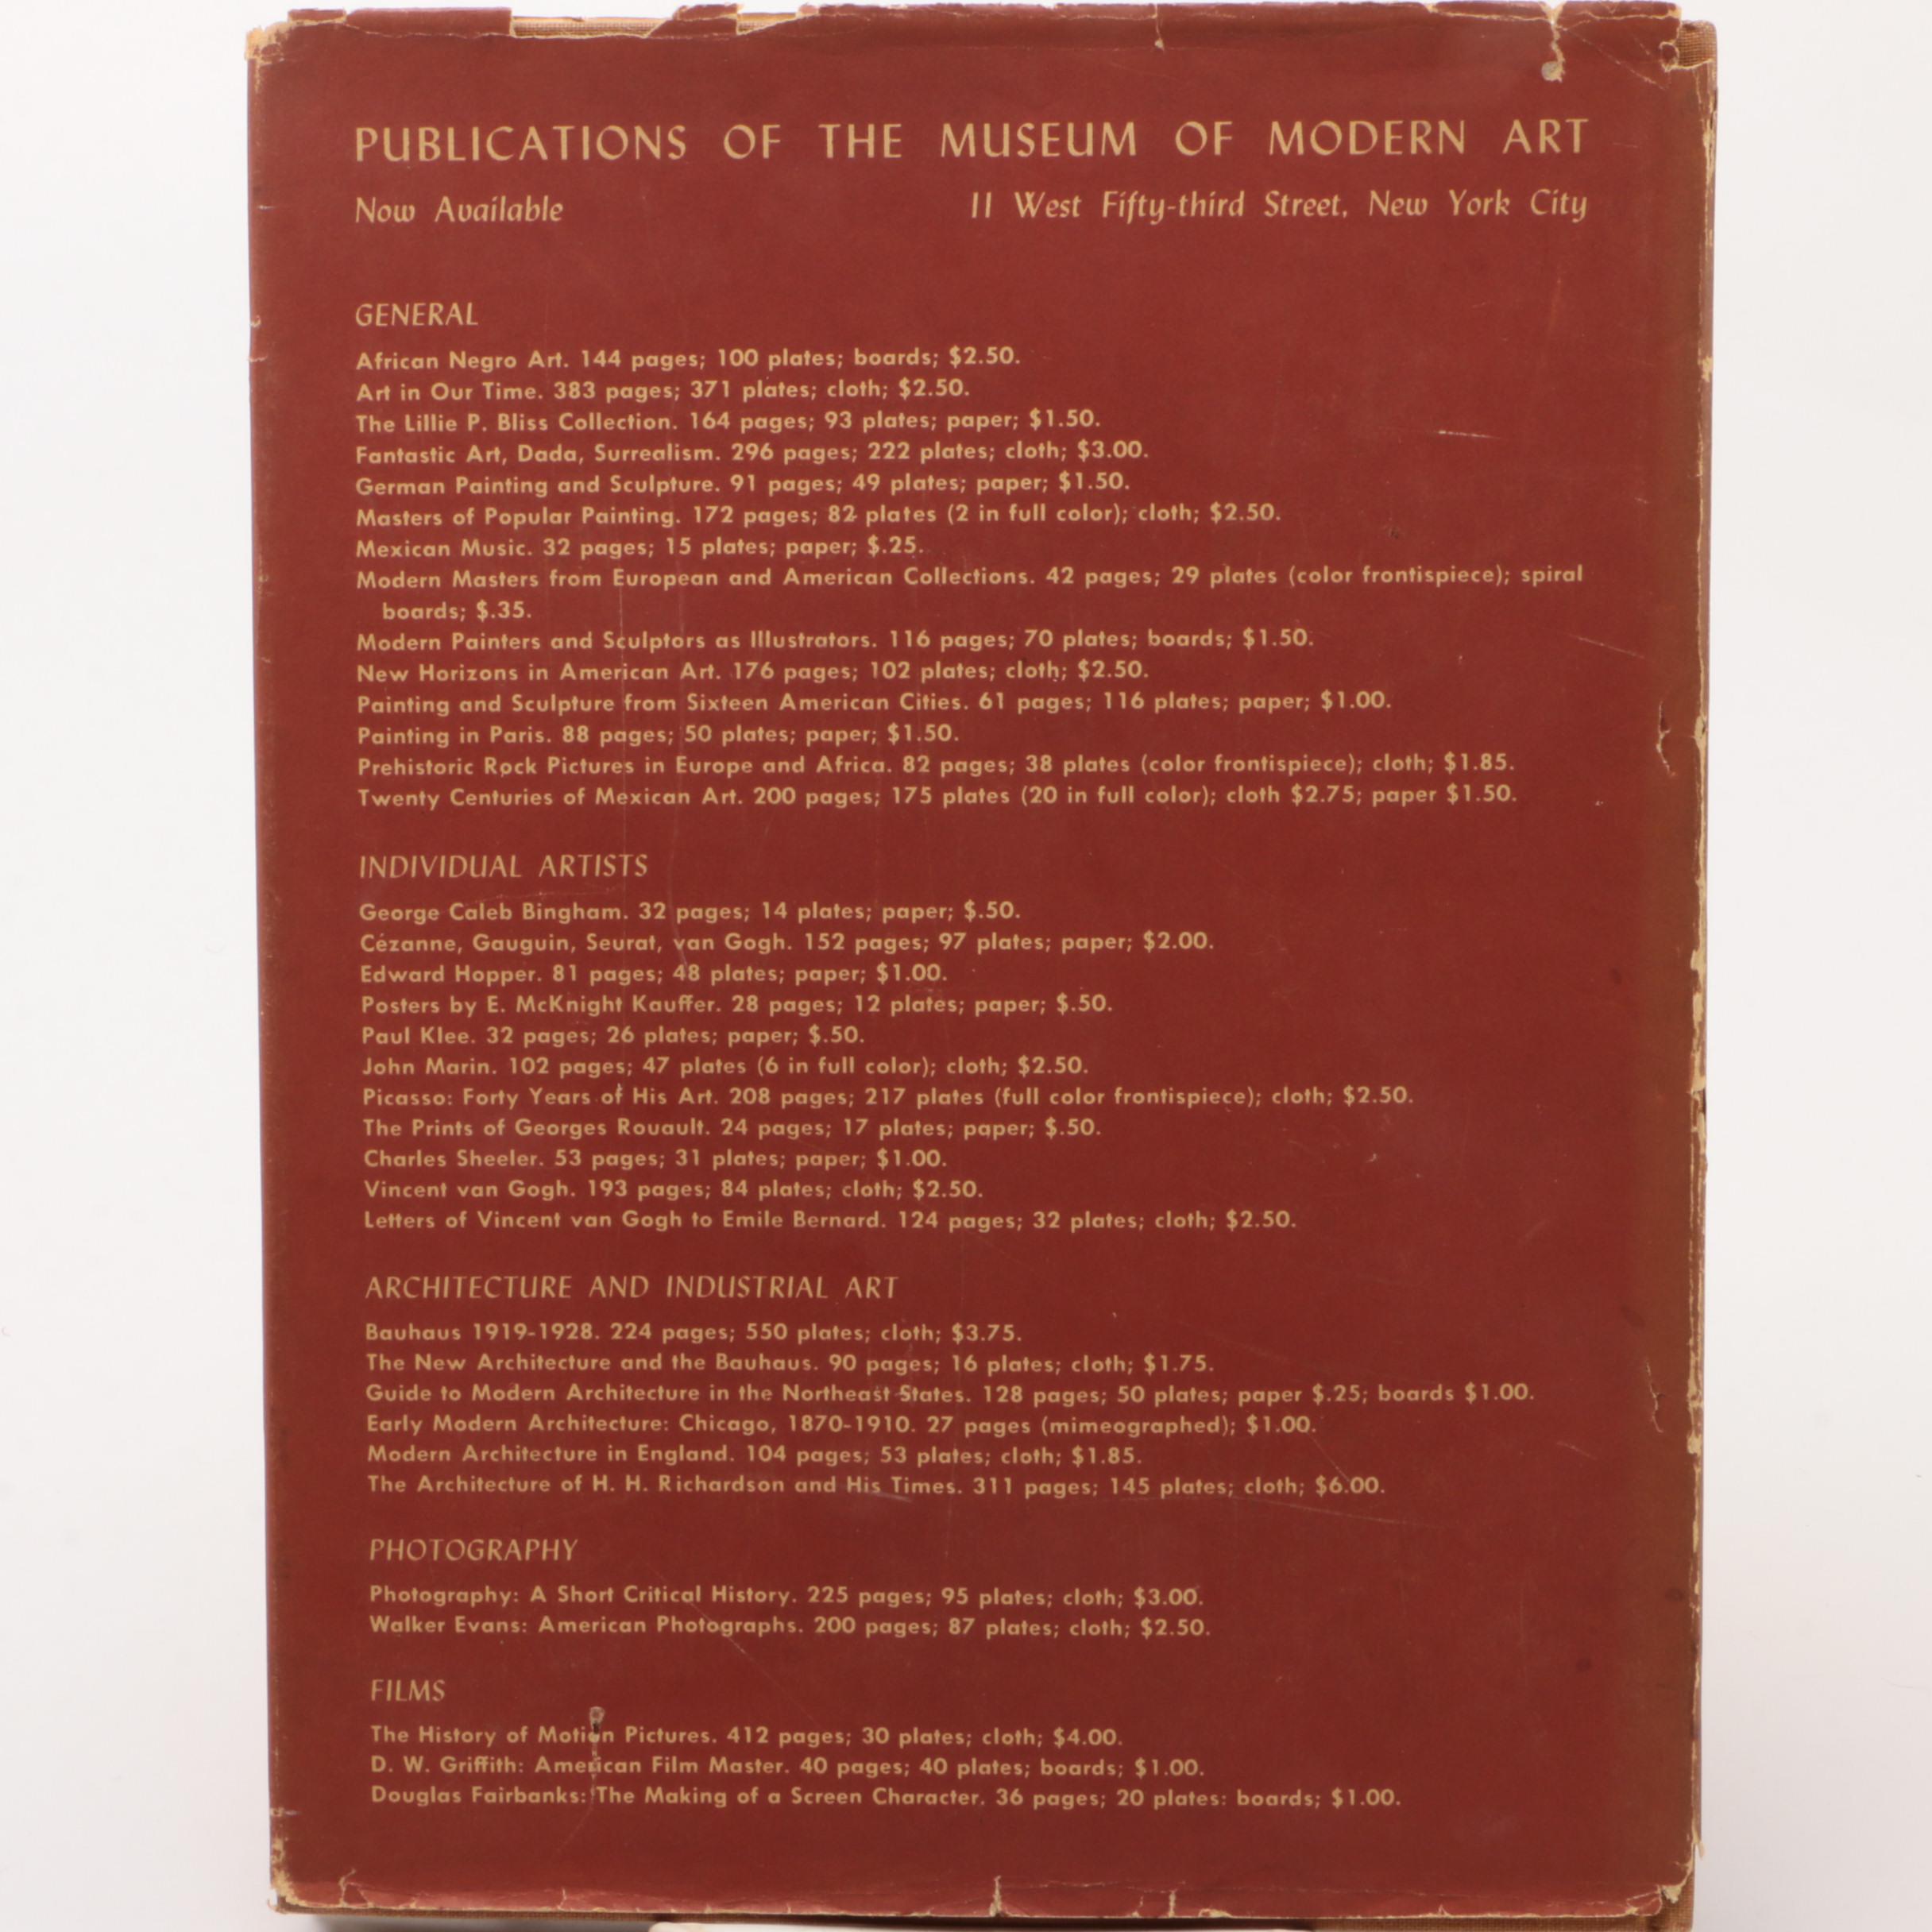 PUBLICATIONS OF THE MUSEUM OF MODERN ART
Now Available 11 West Fifty-third Street, New York City
GENERAL
African Negro Art. 144 pages; 100 plates; boards; $2.50.
Art in Our Time. 383 pages; 371 plates; cloth; $2.50.
The Lillie P. Bliss Collection. 164 pages; 93 plates; paper; $1.50.
Fantastic Art, Dada, Surrealism. 296 pages; 222 plates; cloth; $3.00.
German Painting and Sculpture. 91 pages; 49 plates; paper; $1.50.
Masters of Popular Painting. 172 pages; 82 plates (2 in full color); cloth; $2.50.
Mexican Music. 32 pages; 15 plates; paper; $.25.
Modern Masters from European and American Collections. 42 pages; 29 plates (color frontispiece); spiral
boards; $.35.
Modern Painters and Sculptors as Illustrators. 116 pages; 70 plates; boards; $1.50.
New Horizons in American Art. 176 pages; 102 plates; cloth; $2.50.
Painting and Sculpture from Sixteen American Cities. 61 pages; 116 plates; paper; $1.00.
Painting in Paris. 88 pages; 50 plates; paper; $1.50.
Prehistoric Rock Pictures in Europe and Africa. 82 pages; 38 plates (color frontispiece); cloth; $1.85.
Twenty Centuries of Mexican Art. 200 pages; 175 plates (20 in full color); cloth $2.75; paper $1.50.
INDIVIDUAL ARTISTS
George Caleb Bingham. 32 pages; 14 plates; paper; $.50.
Cézanne, Gauguin, Seurat, van Gogh. 152 pages; 97 plates; paper; $2.00.
Edward Hopper. 81 pages; 48 plates; paper; $1.00.
Posters by E. McKnight Kauffer. 28 pages; 12 plates; paper; $.50.
Paul Klee. 32 pages; 26 plates; paper; $.50.
John Marin. 102 pages; 47 plates (6 in full color); cloth; $2.50.
Picasso: Forty Years of His Art. 208 pages; 217 plates (full color frontispiece); cloth; $2.50.
The Prints of Georges Rouault. 24 pages; 17 plates; paper; $.50.
Charles Sheeler. 53 pages; 31 plates; paper; $1.00.
Vincent van Gogh. 193 pages; 84 plates; cloth; $2.50.
Letters of Vincent van Gogh to Emile Bernard. 124 pages; 32 plates; cloth; $2.50.
ARCHITECTURE AND INDUSTRIAL ART
Bauhaus 1919-1928. 224 pages; 550 plates; cloth; $3.75.
The New Architecture and the Bauhaus. 90 pages; 16 plates; cloth; $1.75.
Guide to Modern Architecture in the Northeast States. 128 pages; 50 plates; paper $.25; boards $1.00.
Early Modern Architecture: Chicago, 1870-1910. 27 pages (mimeographed); $1.00.
Modern Architecture in England. 104 pages; 53 plates; cloth; $1.85.
The Architecture of H. H. Richardson and His Times. 311 pages; 145 plates; cloth; $6.00.
PHOTOGRAPHY
Photography: A Short Critical History. 225 pages; 95 plates; cloth; $3.00.
Walker Evans: American Photographs. 200 pages; 87 plates; cloth; $2.50.
FILMS
The History of Motion Pictures. 412 pages; 30 plates; cloth; $4.00.
D. W. Griffith: American Film Master. 40 pages; 40 plates; boards; $1.00.
Douglas Fairbanks: The Making of a Screen Character. 36 pages; 20 plates: boards; $1.00.